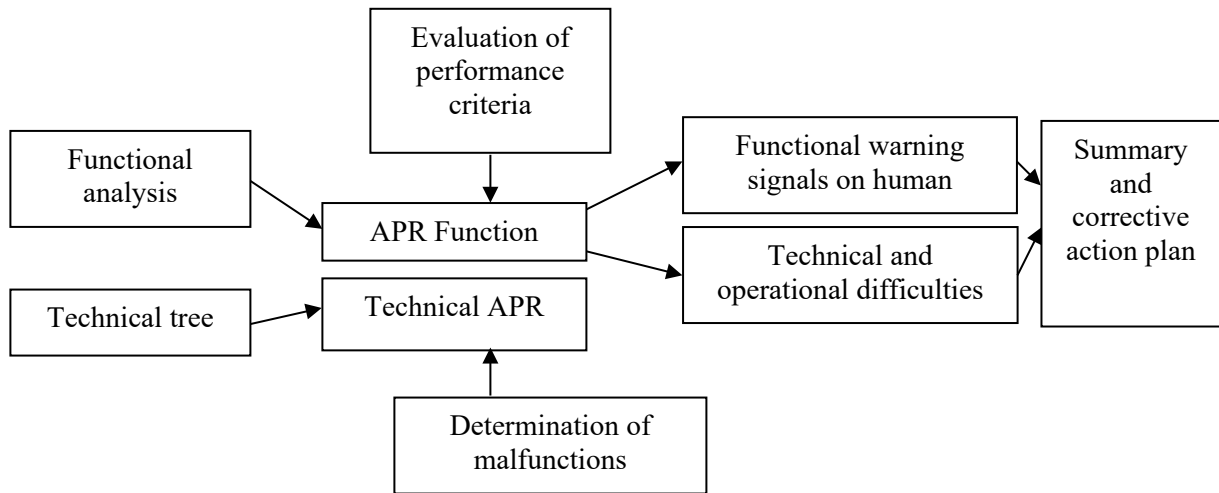 Evaluation of
performance
criteria
Functional
analysis
APR Function
Functional warning
signals on human
Summary
and
corrective
action plan
Technical and
operational difficulties
Technical tree
Technical APR
Determination of
malfunctions